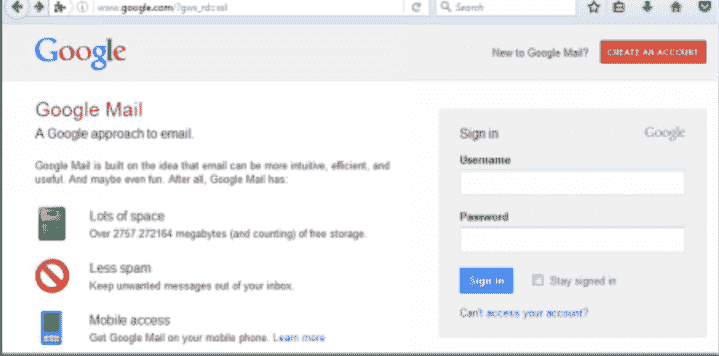 www.google.com/?gws_rd=ssl
Search
Google
New to Google Mail?
CREATE AN ACCOUNT
Google Mail
A Google approach to email.
Google Mail is built on the idea that email can be more intuitive, efficient, and
useful. And maybe even fun. After all, Google Mail has:
Lots of space
Over 2757.272164 megabytes (and counting) of free storage.
Less spam
Keep unwanted messages out of your inbox.
Mobile access
Get Google Mail on your mobile phone. Learn more
Sign in
Google
Username
Password
Sign in
Stay signed in
Can't access your account?